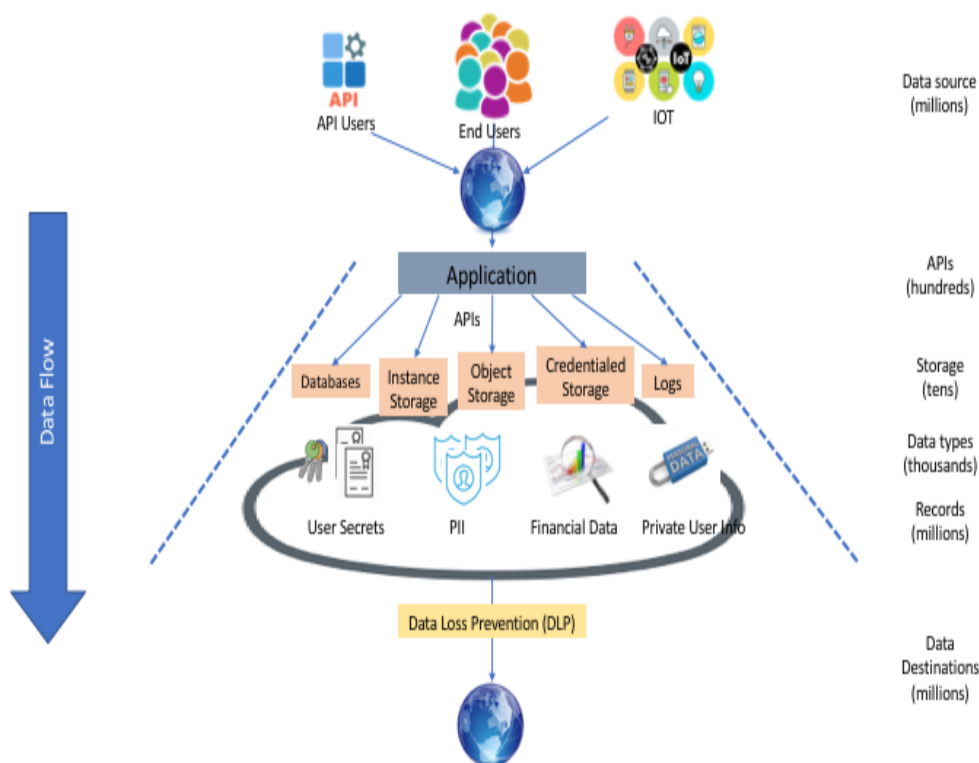 API
API Users
End Users
IoT
IOT
Data source
(millions)
Application
APIs
(hundreds)
APIs
Databases
Instance
Storage
Object
Storage
Credentialed
Storage
Logs
Storage
(tens)
Data Flow
PERSONAL
DATA
Data types
(thousands)
User Secrets
PII
Financial Data
Private User Info
Records
(millions)
Data Loss Prevention (DLP)
Data
Destinations
(millions)